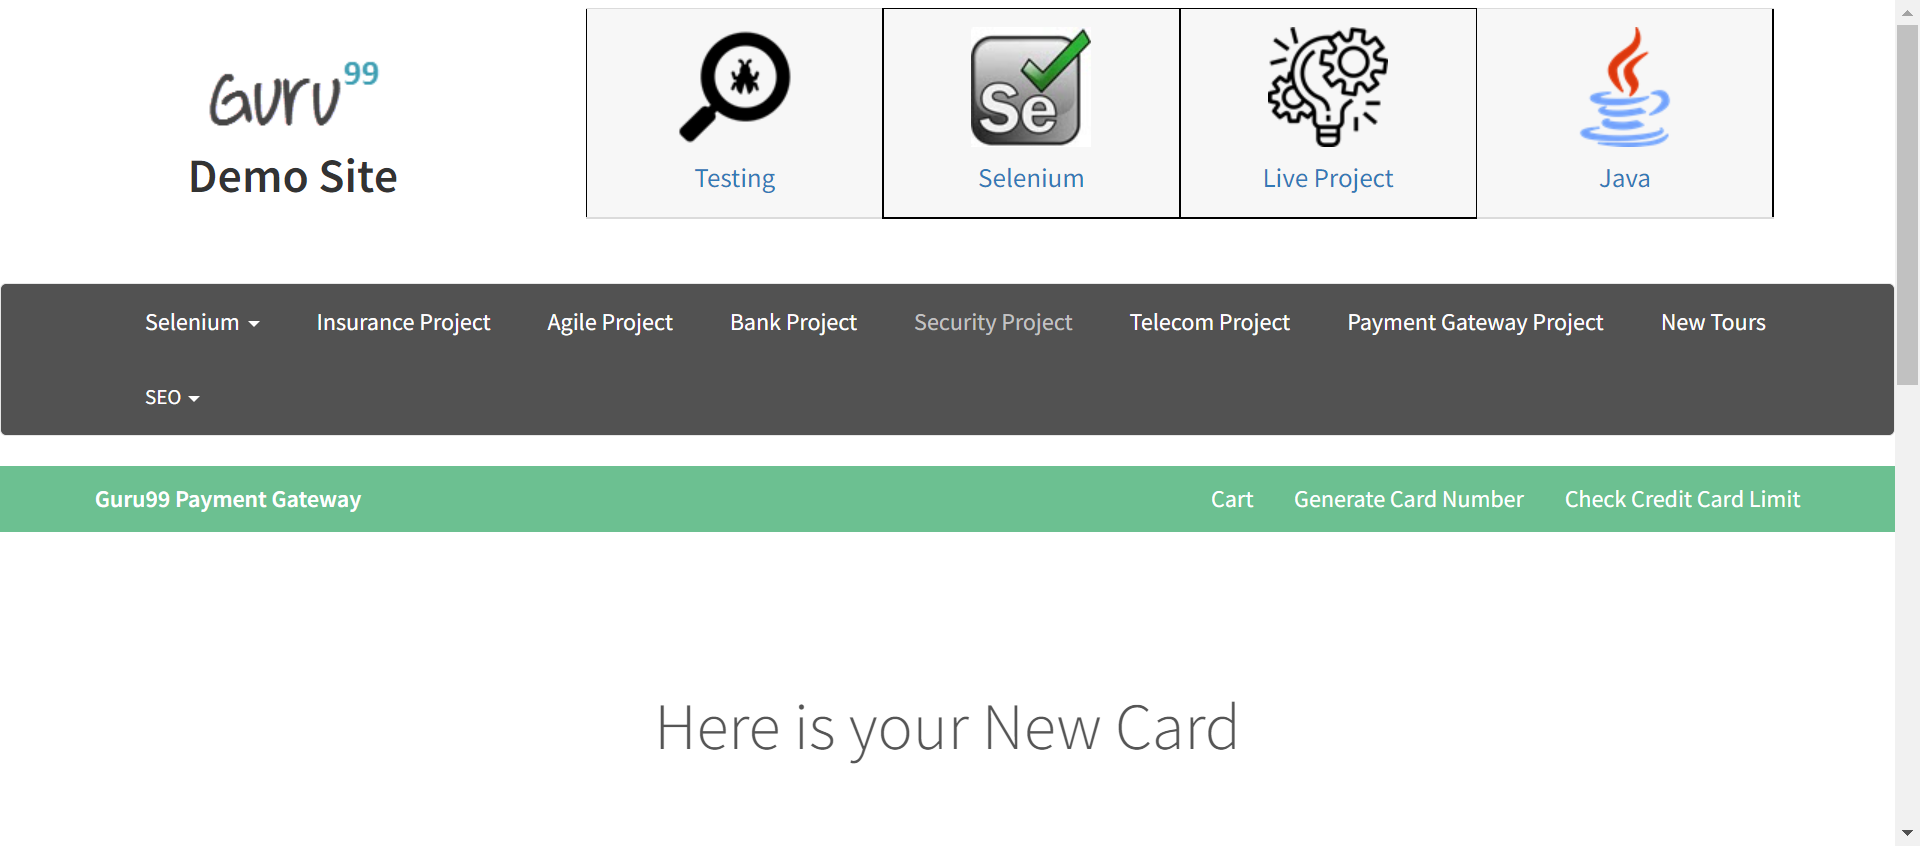 Guru99
Demo Site
Se
Testing
Selenium
Live Project
Java
Selenium
Insurance Project
Agile Project
Bank Project
Security Project
Telecom Project
Payment Gateway Project
New Tours
SEO
Guru99 Payment Gateway
Cart
Generate Card Number
Check Credit Card Limit
Here is your New Card